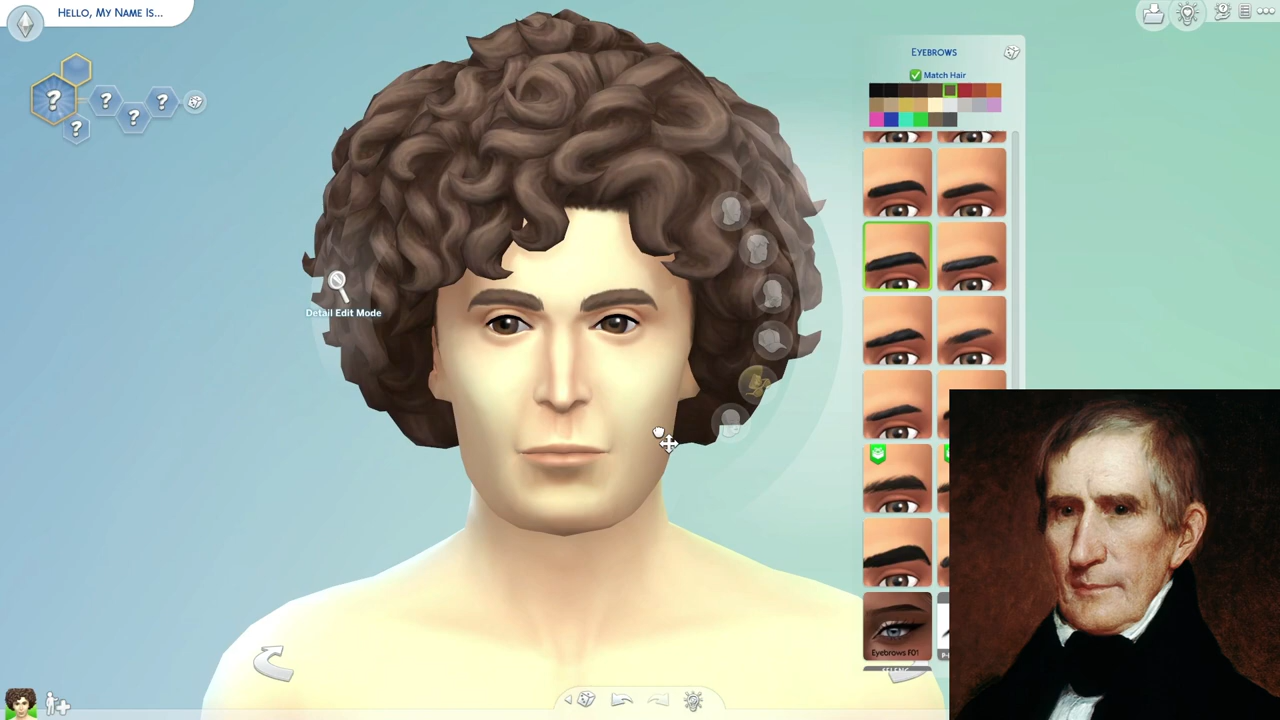 Hello, My Name Is...
Eyebrows
Match Hair
Detail Edit Mode
Eyebrows F01